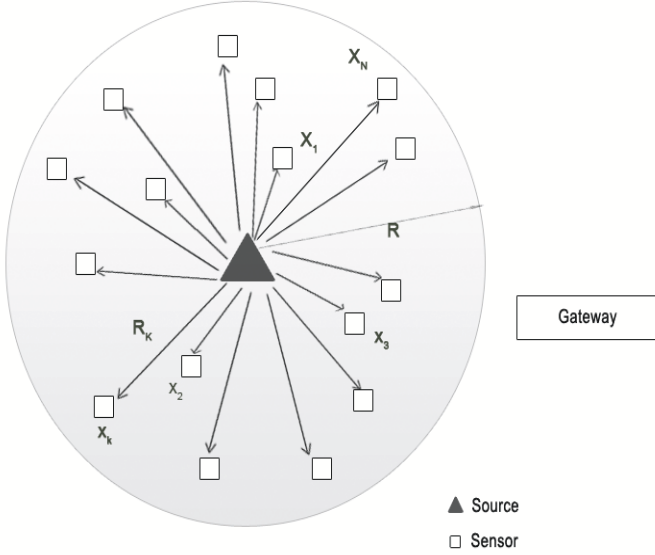 X_N
X_1
R
Gateway
R_K
X_3
X_2
X_k
Source
Sensor